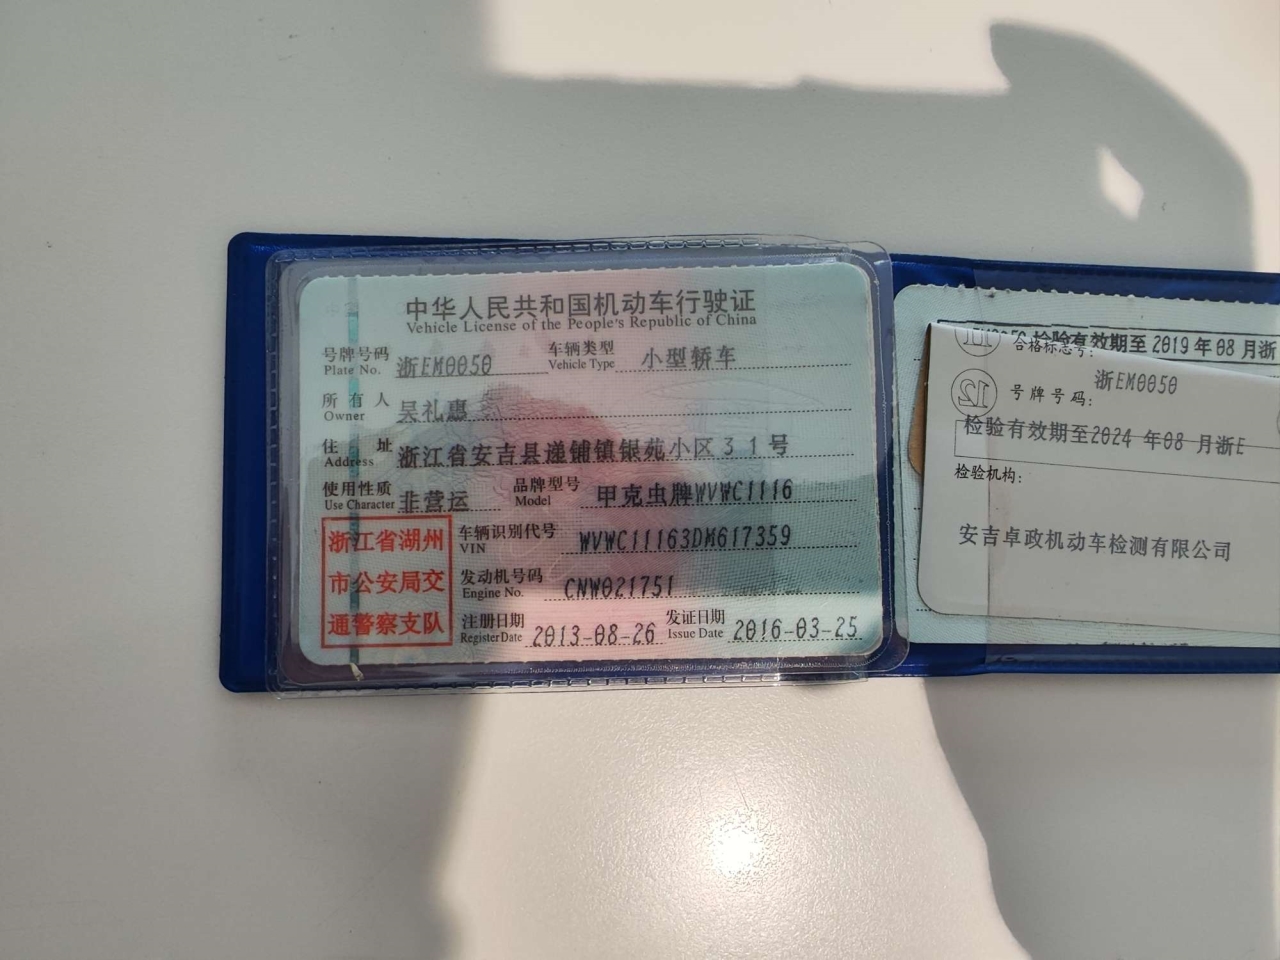 中华人民共和国机动车行驶证
Vehicle License of the People's Republic of China
号牌号码 浙EM0050 车辆类型 小型轿车
Plate No. Vehicle Type
所有人 吴礼惠
Owner
住址 浙江省安吉县递铺镇银苑小区31号
Address
使用性质 非营运 品牌型号 甲克虫牌WVWC1116
Use Character Model
浙江省湖州
市公安局交
通警察支队
车辆识别代号 WVWC11163DM617359
VIN
发动机号码 CNW021751
Engine No.
注册日期 2013-08-26 发证日期 2016-03-25
Register Date Issue Date
检验有效期至2019年08月浙
合格标志号:
12 号牌号码: 浙EM0050
检验有效期至2024年08月浙E
检验机构:
安吉卓政机动车检测有限公司